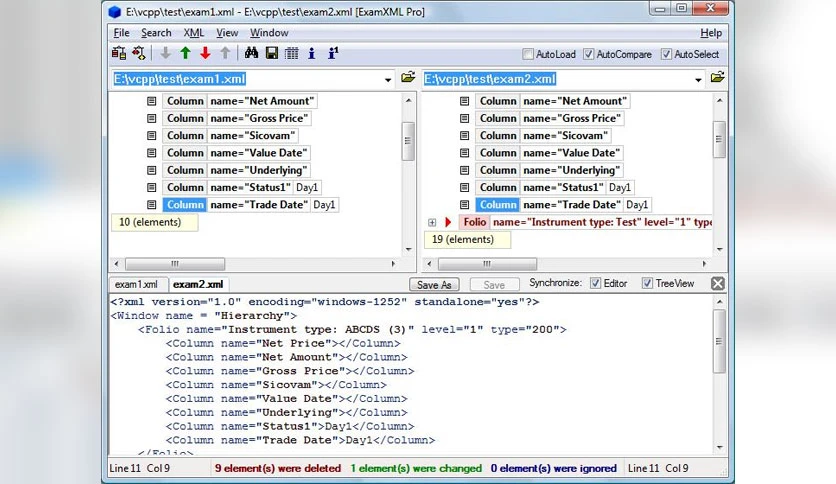 E:\vcpp\test\exam1.xml - E:\vcpp\test\exam2.xml [ExamXML Pro]
File Search XML View Window Help
AutoLoad AutoCompare AutoSelect
E:\vcpp\test\exam1.xml
Column name="Net Amount"
Column name="Gross Price"
Column name="Sicovam"
Column name="Value Date"
Column name="Underlying"
Column name="Status1" Day1
Column name="Trade Date" Day1
10 (elements)
E:\vcpp\test\exam2.xml
Column name="Net Amount"
Column name="Gross Price"
Column name="Sicovam"
Column name="Value Date"
Column name="Underlying"
Column name="Status1" Day1
Column name="Trade Date" Day1
Folio name="Instrument type: Test" level="1" type
19 (elements)
exam1.xml exam2.xml Save As Save Synchronize: Editor TreeView
<?xml version="1.0" encoding="windows-1252" standalone="yes"?>
<Window name = "Hierarchy">
<Folio name="Instrument type: ABCDS (3)" level="1" type="200">
<Column name="Net Price"></Column>
<Column name="Net Amount"></Column>
<Column name="Gross Price"></Column>
<Column name="Sicovam"></Column>
<Column name="Value Date"></Column>
<Column name="Underlying"></Column>
<Column name="Status1">Day1</Column>
<Column name="Trade Date">Day1</Column>
</Folio>
Line 11 Col 9 9 element(s) were deleted 1 element(s) were changed 0 element(s) were ignored Line 11 Col 9